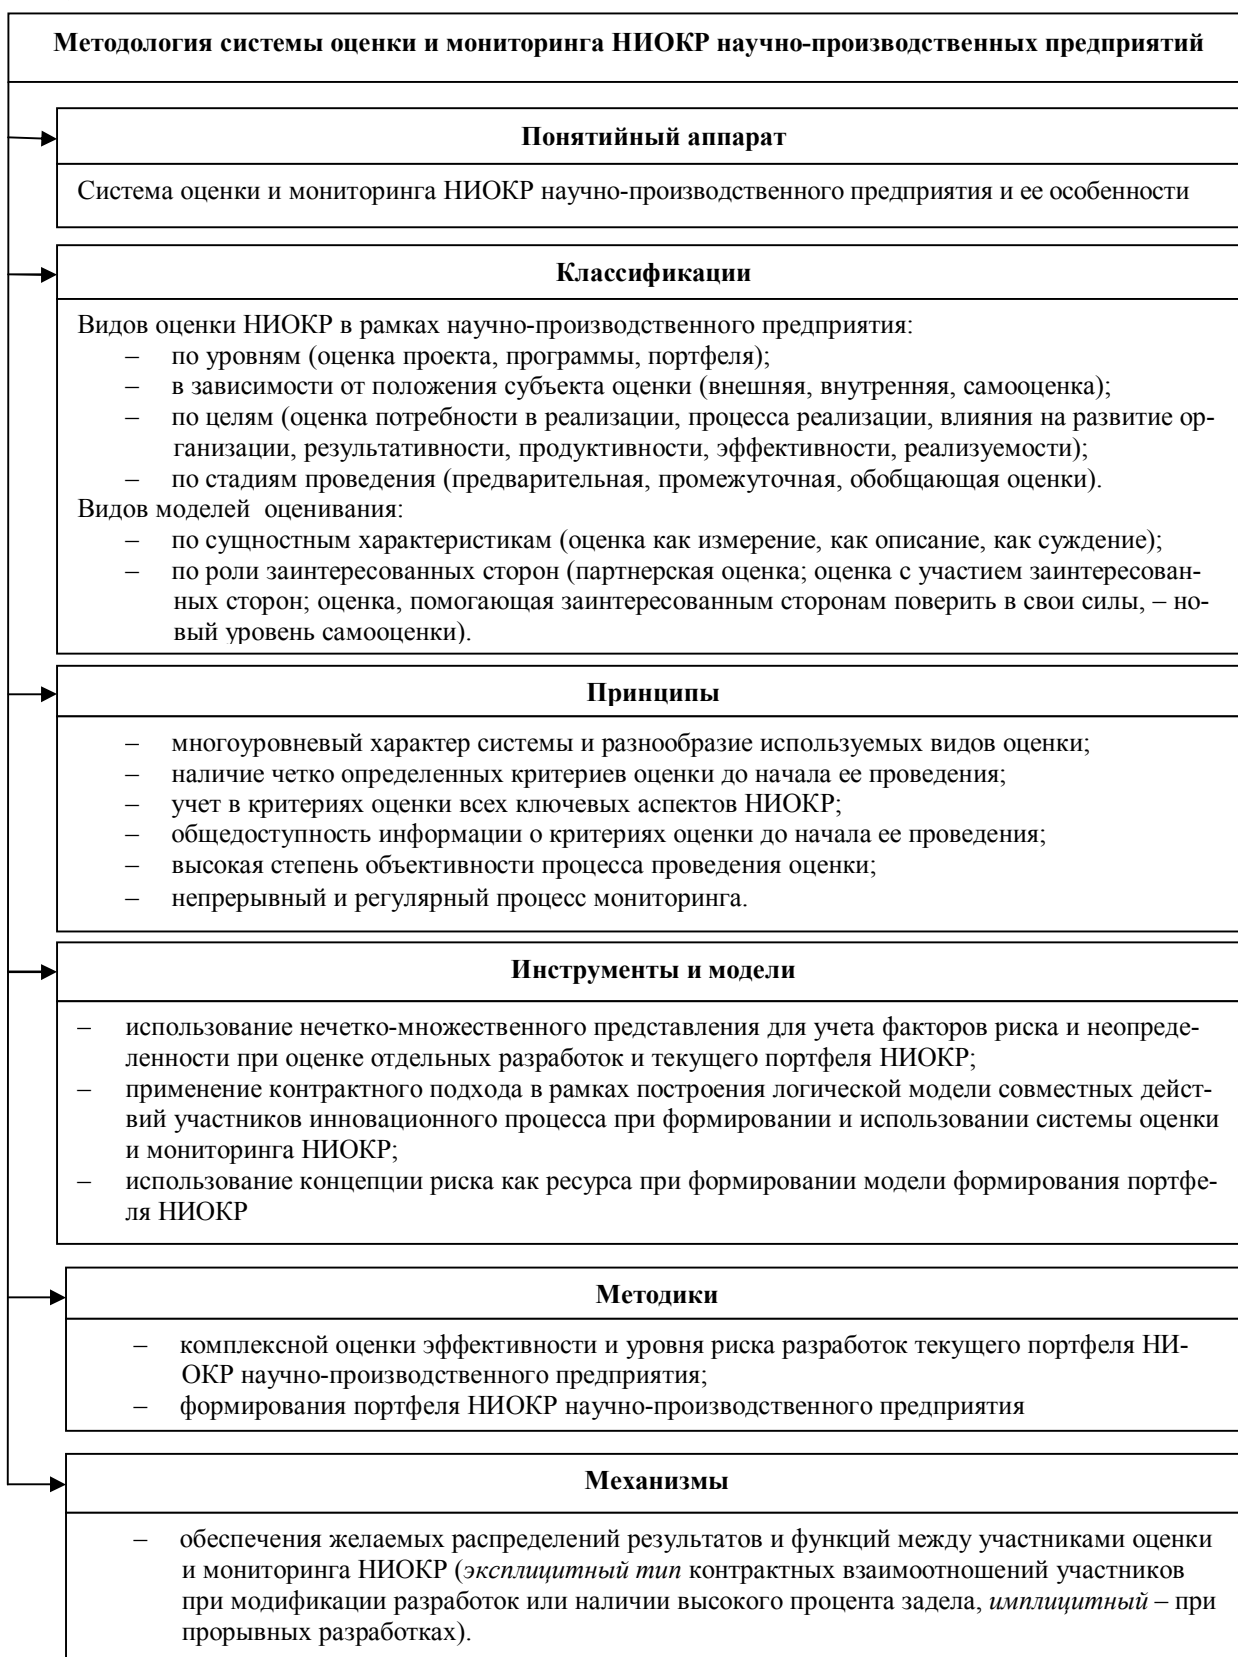 Методология системы оценки и мониторинга НИОКР научно-производственных предприятий
Понятийный аппарат
Система оценки и мониторинга НИОКР научно-производственного предприятия и ее особенности
Классификации
Видов оценки НИОКР в рамках научно-производственного предприятия:
– по уровням (оценка проекта, программы, портфеля);
– в зависимости от положения субъекта оценки (внешняя, внутренняя, самооценка);
– по целям (оценка потребности в реализации, процесса реализации, влияния на развитие ор-
ганизации, результативности, продуктивности, эффективности, реализуемости);
– по стадиям проведения (предварительная, промежуточная, обобщающая оценки).
Видов моделей оценивания:
– по сущностным характеристикам (оценка как измерение, как описание, как суждение);
– по роли заинтересованных сторон (партнерская оценка; оценка с участием заинтересован-
ных сторон; оценка, помогающая заинтересованным сторонам поверить в свои силы, – но-
вый уровень самооценки).
Принципы
– многоуровневый характер системы и разнообразие используемых видов оценки;
– наличие четко определенных критериев оценки до начала ее проведения;
– учет в критериях оценки всех ключевых аспектов НИОКР;
– общедоступность информации о критериях оценки до начала ее проведения;
– высокая степень объективности процесса проведения оценки;
– непрерывный и регулярный процесс мониторинга.
Инструменты и модели
– использование нечетко-множественного представления для учета факторов риска и неопреде-
ленности при оценке отдельных разработок и текущего портфеля НИОКР;
– применение контрактного подхода в рамках построения логической модели совместных дейст-
вий участников инновационного процесса при формировании и использовании системы оценки
и мониторинга НИОКР;
– использование концепции риска как ресурса при формировании модели формирования портфе-
ля НИОКР
Методики
– комплексной оценки эффективности и уровня риска разработок текущего портфеля НИ-
ОКР научно-производственного предприятия;
– формирования портфеля НИОКР научно-производственного предприятия
Механизмы
– обеспечения желаемых распределений результатов и функций между участниками оценки
и мониторинга НИОКР (эксплицитный тип контрактных взаимоотношений участников
при модификации разработок или наличии высокого процента задела, имплицитный – при
прорывных разработках).